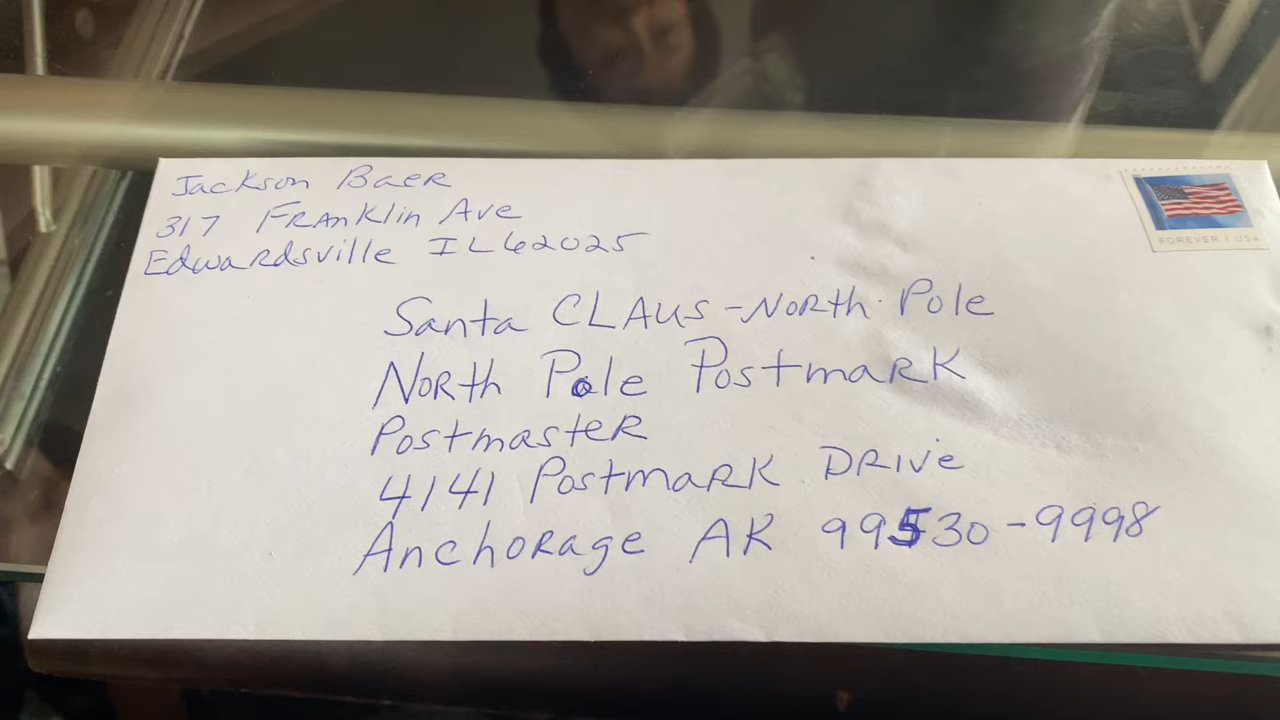 Jackson Baer
317 Franklin Ave
Edwardsville IL 62025
FOREVER / USA
Santa CLAUS - North Pole
North Pole Postmark
Postmaster
4141 Postmark Drive
Anchorage AK 99530-9998